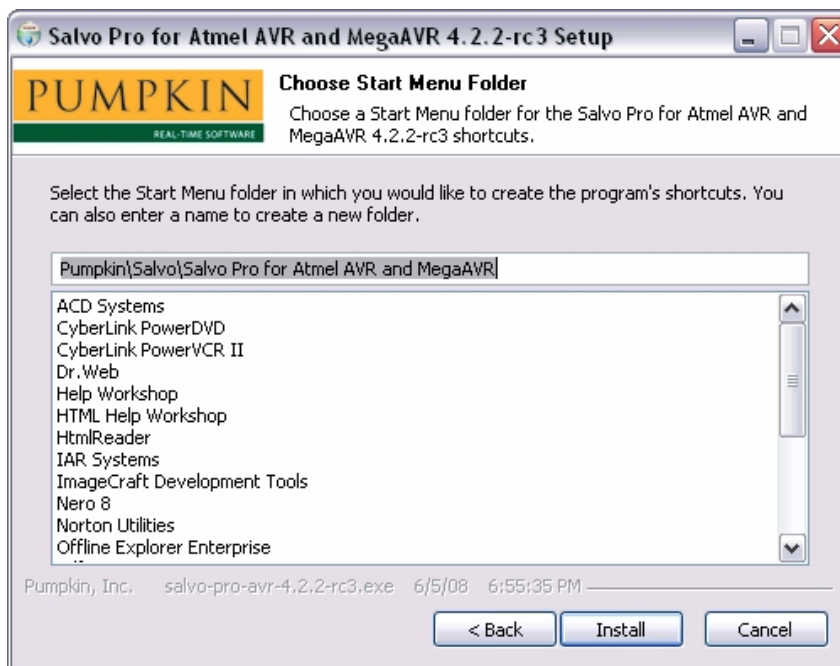 Salvo Pro for Atmel AVR and MegaAVR 4.2.2-rc3 Setup
PUMPKIN
REAL-TIME SOFTWARE
Choose Start Menu Folder
Choose a Start Menu folder for the Salvo Pro for Atmel AVR and
MegaAVR 4.2.2-rc3 shortcuts.
Select the Start Menu folder in which you would like to create the program's shortcuts. You
can also enter a name to create a new folder.
Pumpkin\Salvo\Salvo Pro for Atmel AVR and MegaAVR
ACD Systems
CyberLink PowerDVD
CyberLink PowerVCR II
Dr.Web
Help Workshop
HTML Help Workshop
HtmlReader
IAR Systems
ImageCraft Development Tools
Nero 8
Norton Utilities
Offline Explorer Enterprise
Pumpkin, Inc. salvo-pro-avr-4.2.2-rc3.exe 6/5/08 6:55:35 PM
< Back Install Cancel